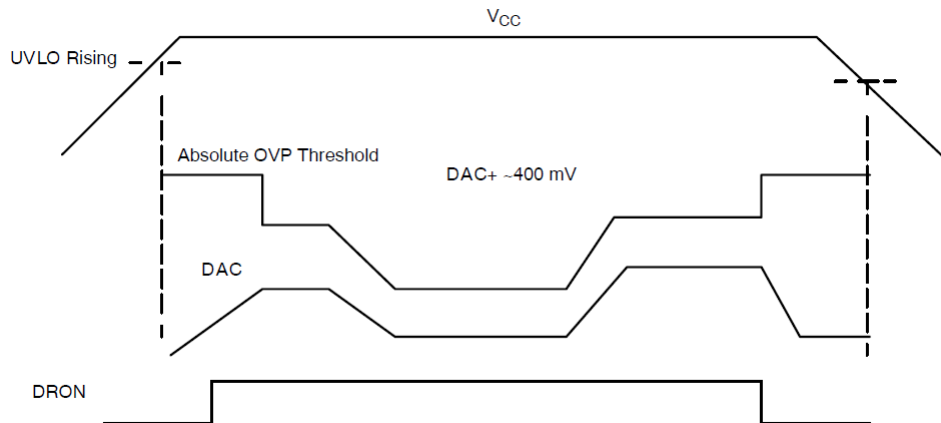 VCC
UVLO Rising
Absolute OVP Threshold
DAC+ ~400 mV
DAC
DRON